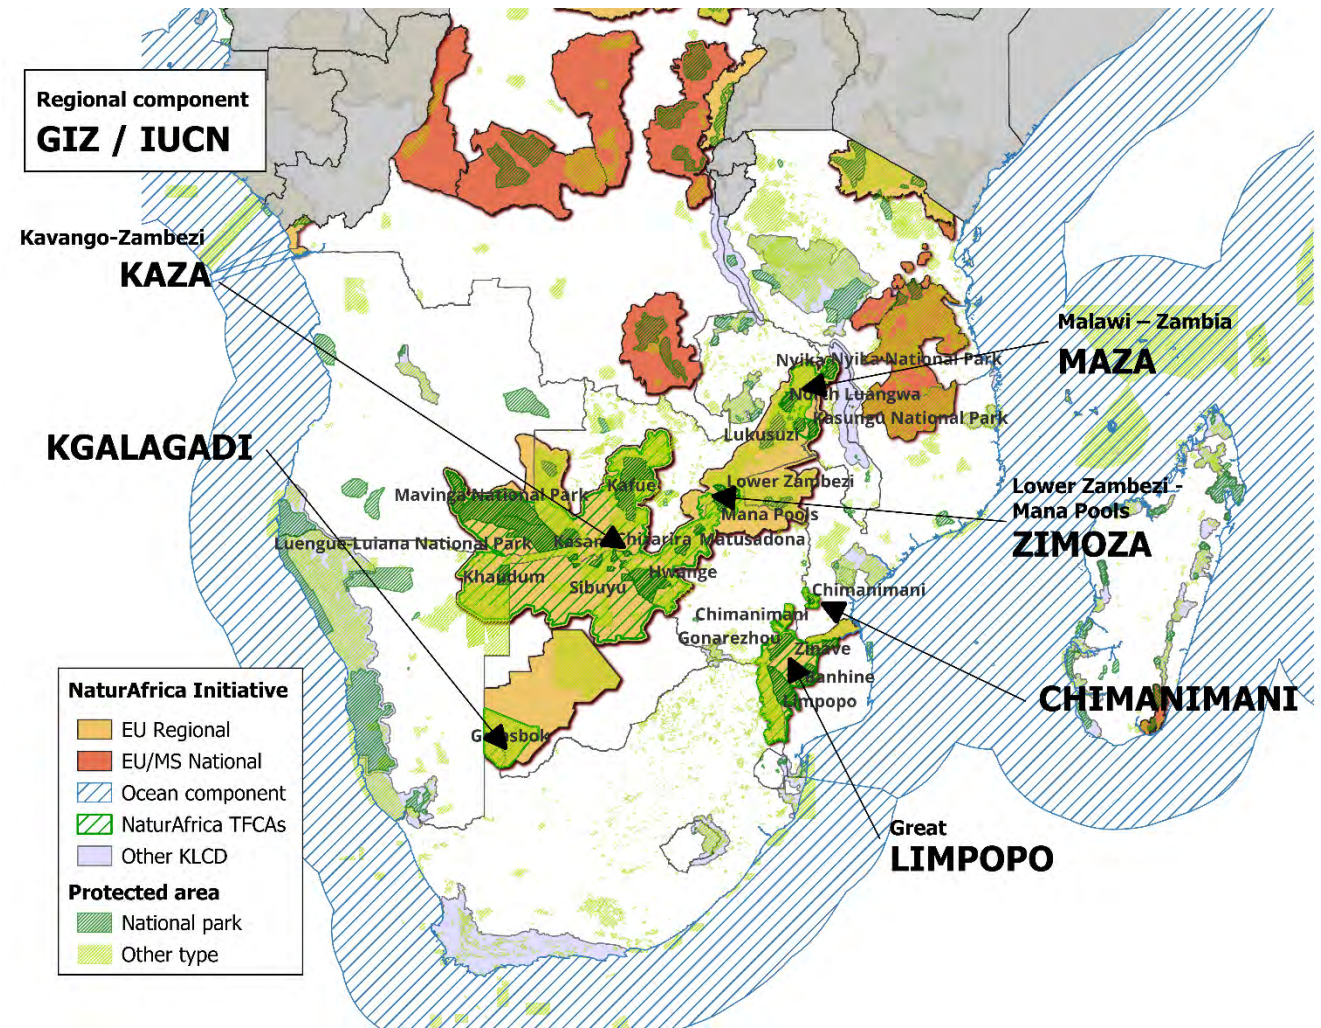 Regional component
GIZ / IUCN
Kavango-Zambezi
KAZA
Malawi – Zambia
MAZA
Nyika Nyika National Park
North Luangwa
Kasungu National Park
Lukusuzi
KGALAGADI
Lower Zambezi
Mavinga National Park
Kafue
Mana Pools
Lower Zambezi -
Mana Pools
ZIMOZA
Luengue-Luiana National Park
Chizarira
Matusadona
Khaudum
Sibuyu
Hwange
Chimanimani
Chimanimani
Gonarezhou
Zinave
Banhine
Limpopo
CHIMANIMANI
Gemsbok
Great
LIMPOPO
NaturAfrica Initiative
EU Regional
EU/MS National
Ocean component
NaturAfrica TFCAs
Other KLCD
Protected area
National park
Other type